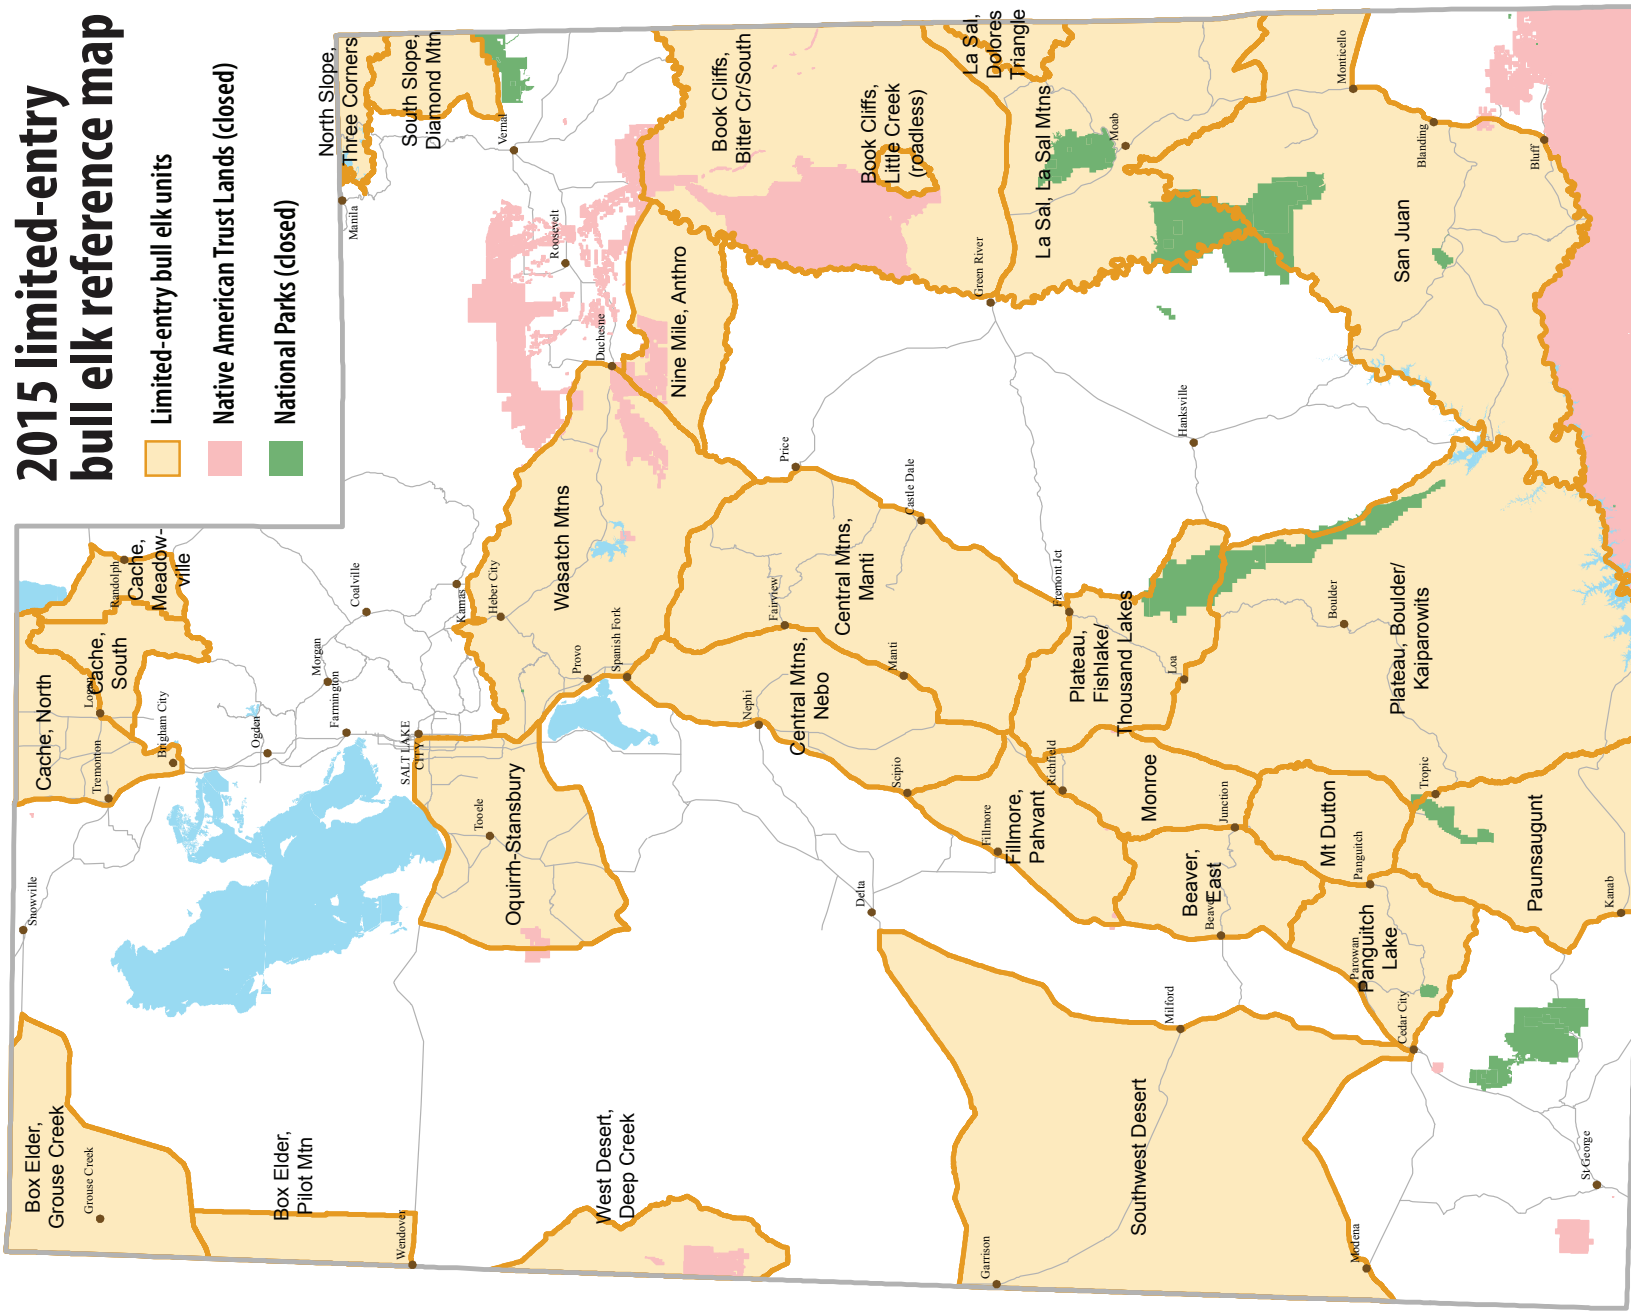 2015 limited-entry
bull elk reference map
Limited-entry bull elk units
Native American Trust Lands (closed)
National Parks (closed)
Box Elder,
Grouse Creek
Grouse Creek
Snowville
Cache, North
Tremonton
Logan
Brigham City
Cache,
South
Randolph
Cache,
Meadow-
ville
Box Elder,
Pilot Mtn
Wendover
Ogden
Morgan
Farmington
Coalville
SALT LAKE
CITY
Kamas
Heber City
Manila
North Slope,
Three Corners
South Slope,
Diamond Mtn
Vernal
Roosevelt
Duchesne
Tooele
Oquirrh-Stansbury
Provo
Spanish Fork
Wasatch Mtns
West Desert,
Deep Creek
Nine Mile, Anthro
Book Cliffs,
Bitter Cr/South
Book Cliffs,
Little Creek
(roadless)
Nephi
Central Mtns,
Nebo
Fairview
Central Mtns,
Manti
Price
Castle Dale
Manti
Scipio
Delta
Green River
La Sal,
Dolores
Triangle
La Sal, La Sal Mtns
Moab
Garrison
Fillmore
Fillmore,
Pahvant
Richfield
Fremont Jct
Plateau,
Fishlake/
Thousand Lakes
Loa
Hanksville
Southwest Desert
Milford
Monroe
Beaver,
East
Beaver
Junction
Mt Dutton
Panguitch
Boulder
Plateau, Boulder/
Kaiparowits
Monticello
San Juan
Blanding
Bluff
Modena
Cedar City
Parowan
Panguitch
Lake
Tropic
Paunsaugunt
Kanab
St George